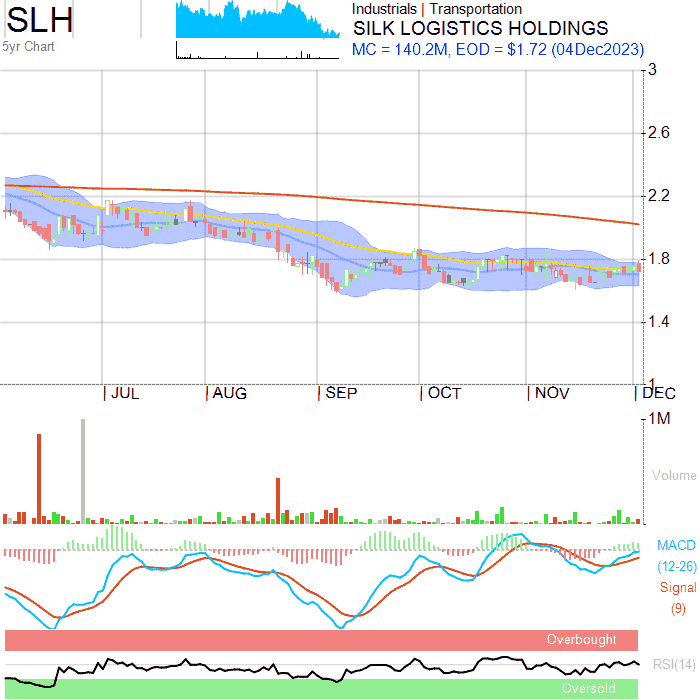 SLH
5yr Chart
Industrials | Transportation
SILK LOGISTICS HOLDINGS
MC = 140.2M, EOD = $1.72 (04Dec2023)
3
2.6
2.2
1.8
1.4
1
| JUL | AUG | SEP | OCT | NOV | DEC
1M
Volume
MACD
(12-26)
Signal
(9)
Overbought
RSI(14)
Oversold